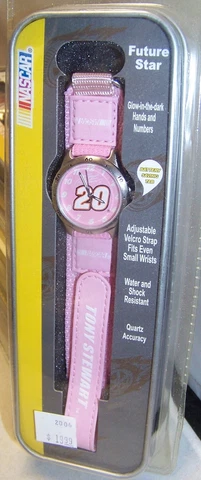 NASCAR
Future
Star
Glow-in-the-dark
Hands and
Numbers
20
Adjustable
Velcro Strap
Fits Even
Small Wrists
Water and
Shock
Resistant
Quartz
Accuracy
TONY STEWART
2004
$ 19.99